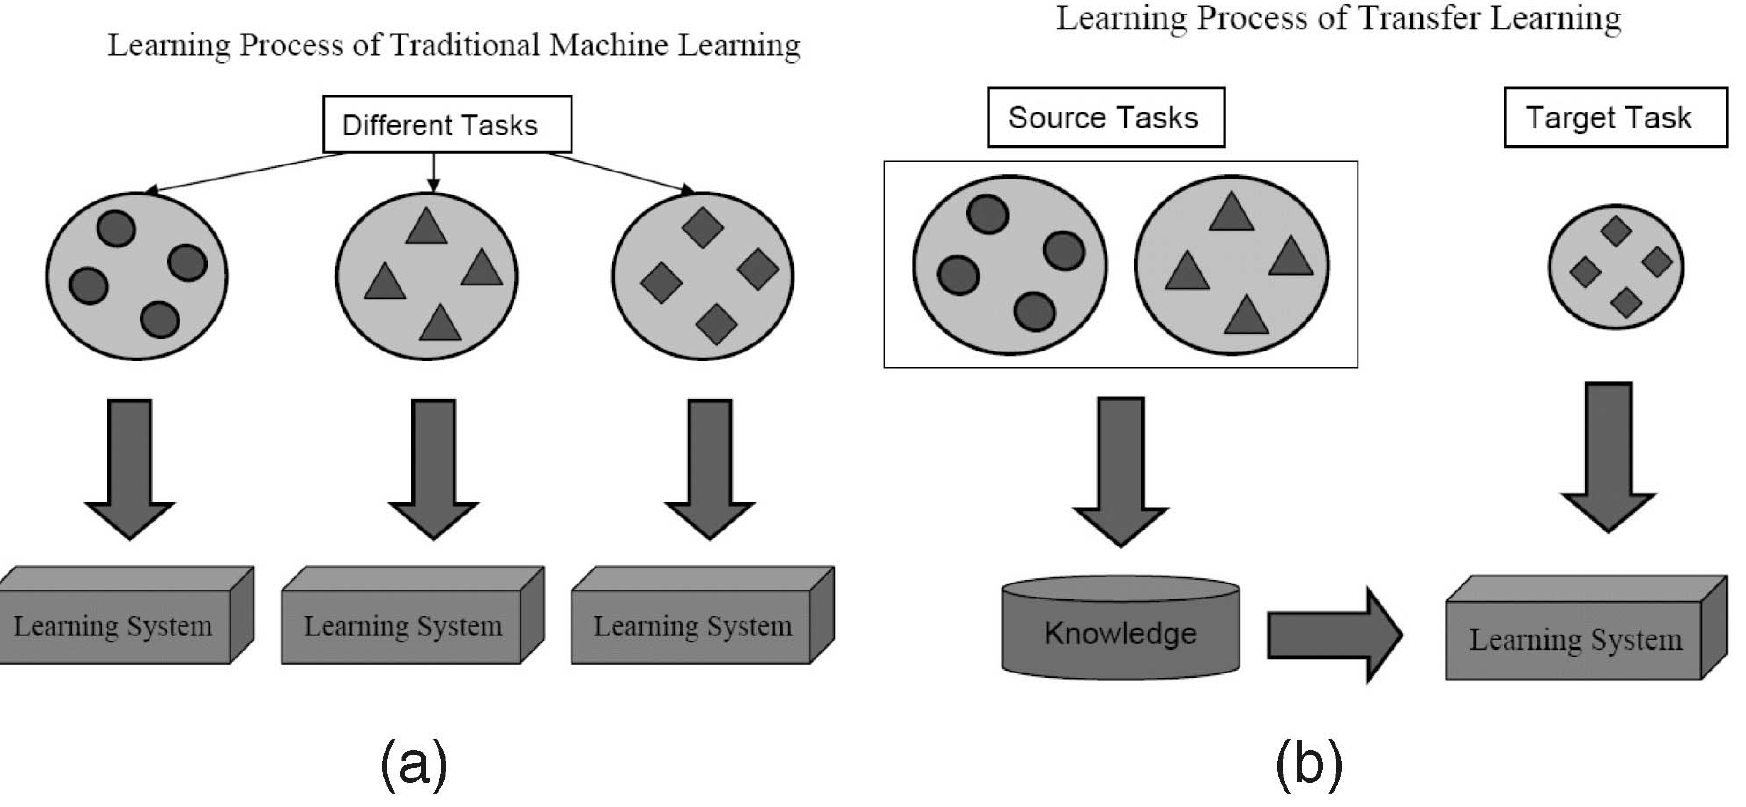 Learning Process of Traditional Machine Learning
Different Tasks
Learning System
Learning System
Learning System
(a)
Learning Process of Transfer Learning
Source Tasks
Target Task
Knowledge
Learning System
(b)